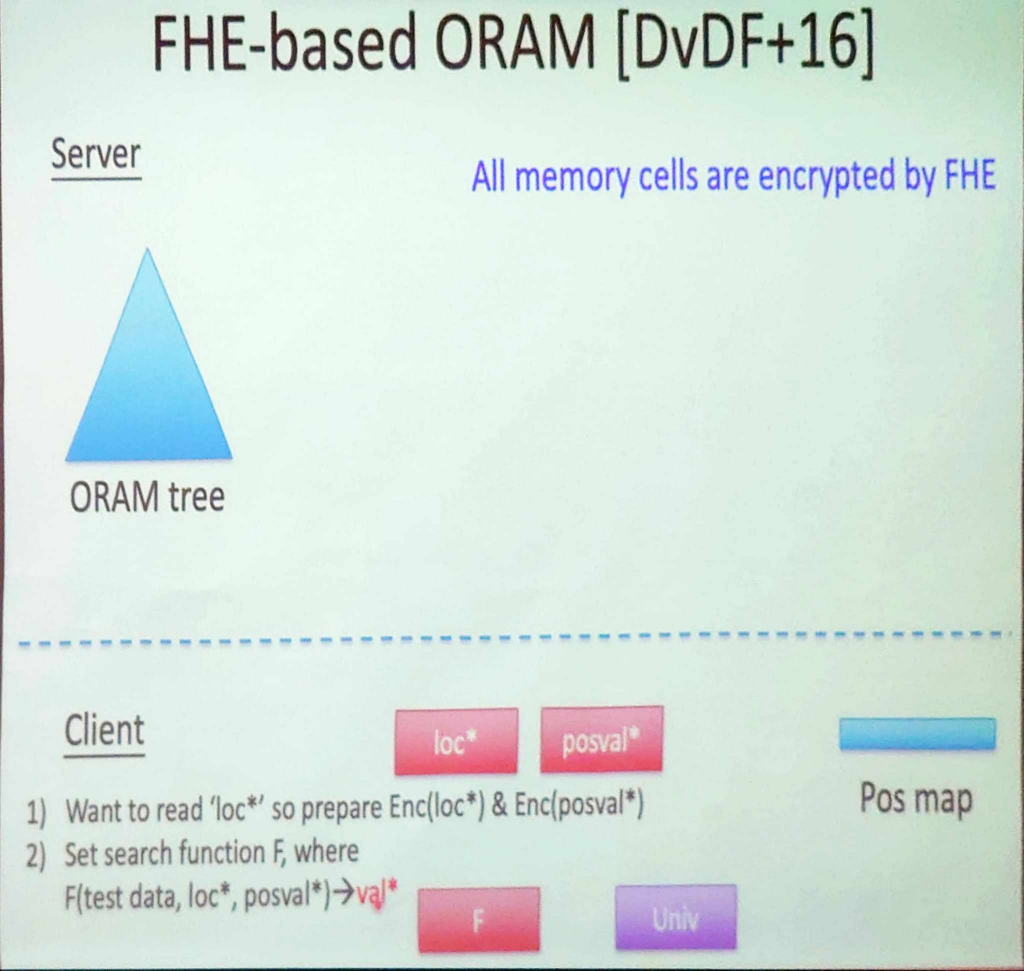 FHE-based ORAM [DvDF+16]
Server
All memory cells are encrypted by FHE
ORAM tree
Client
loc*
posval*
Pos map
1) Want to read 'loc*' so prepare Enc(loc*) & Enc(posval*)
2) Set search function F, where
F(test data, loc*, posval*)→val*
F
Univ